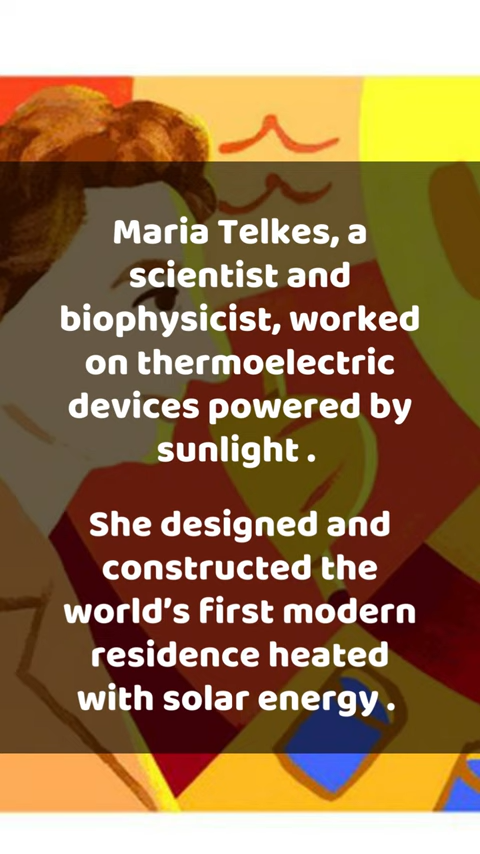 Maria Telkes, a
scientist and
biophysicist, worked
on thermoelectric
devices powered by
sunlight .
She designed and
constructed the
world’s first modern
residence heated
with solar energy .